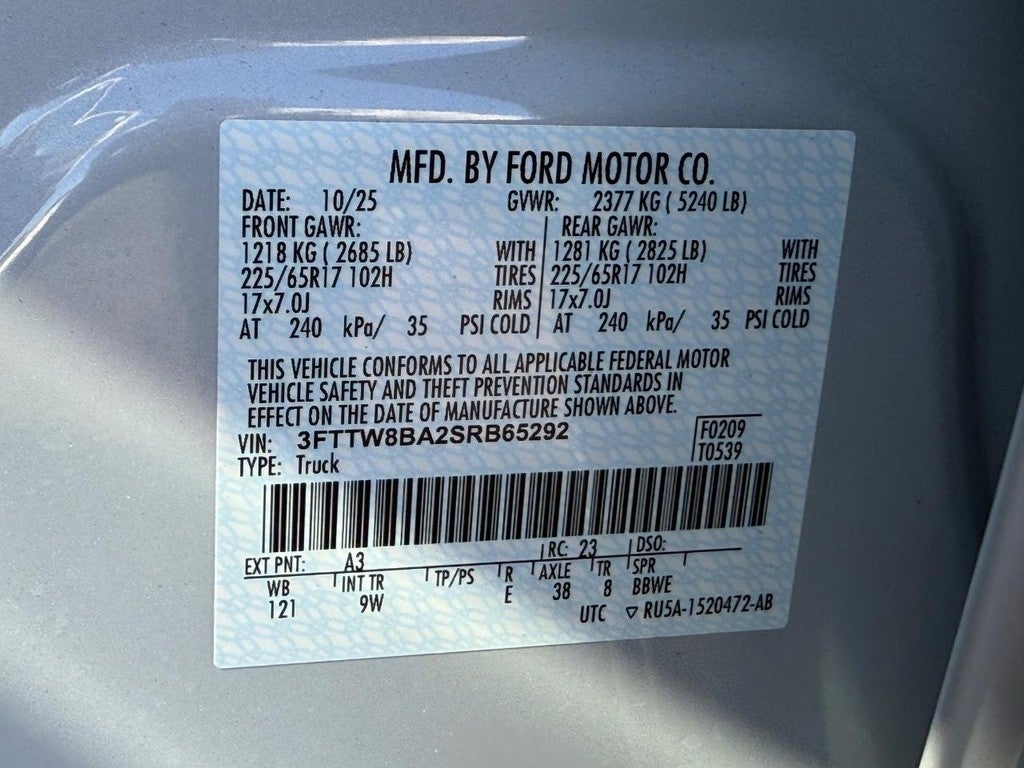 MFD. BY FORD MOTOR CO.
DATE: 10/25 GVWR: 2377 KG ( 5240 LB)
FRONT GAWR: REAR GAWR:
1218 KG ( 2685 LB) WITH 1281 KG ( 2825 LB) WITH
225/65R17 102H TIRES 225/65R17 102H TIRES
17x7.0J RIMS 17x7.0J RIMS
AT 240 kPa/ 35 PSI COLD AT 240 kPa/ 35 PSI COLD
THIS VEHICLE CONFORMS TO ALL APPLICABLE FEDERAL MOTOR
VEHICLE SAFETY AND THEFT PREVENTION STANDARDS IN
EFFECT ON THE DATE OF MANUFACTURE SHOWN ABOVE.
VIN: 3FTTW8BA2SRB65292 F0209
TYPE: Truck T0539
EXT PNT: A3 RC: 23 DSO:
WB INT TR TP/PS R AXLE TR SPR
121 9W E 38 8 BBWE
UTC ▽ RU5A-1520472-AB